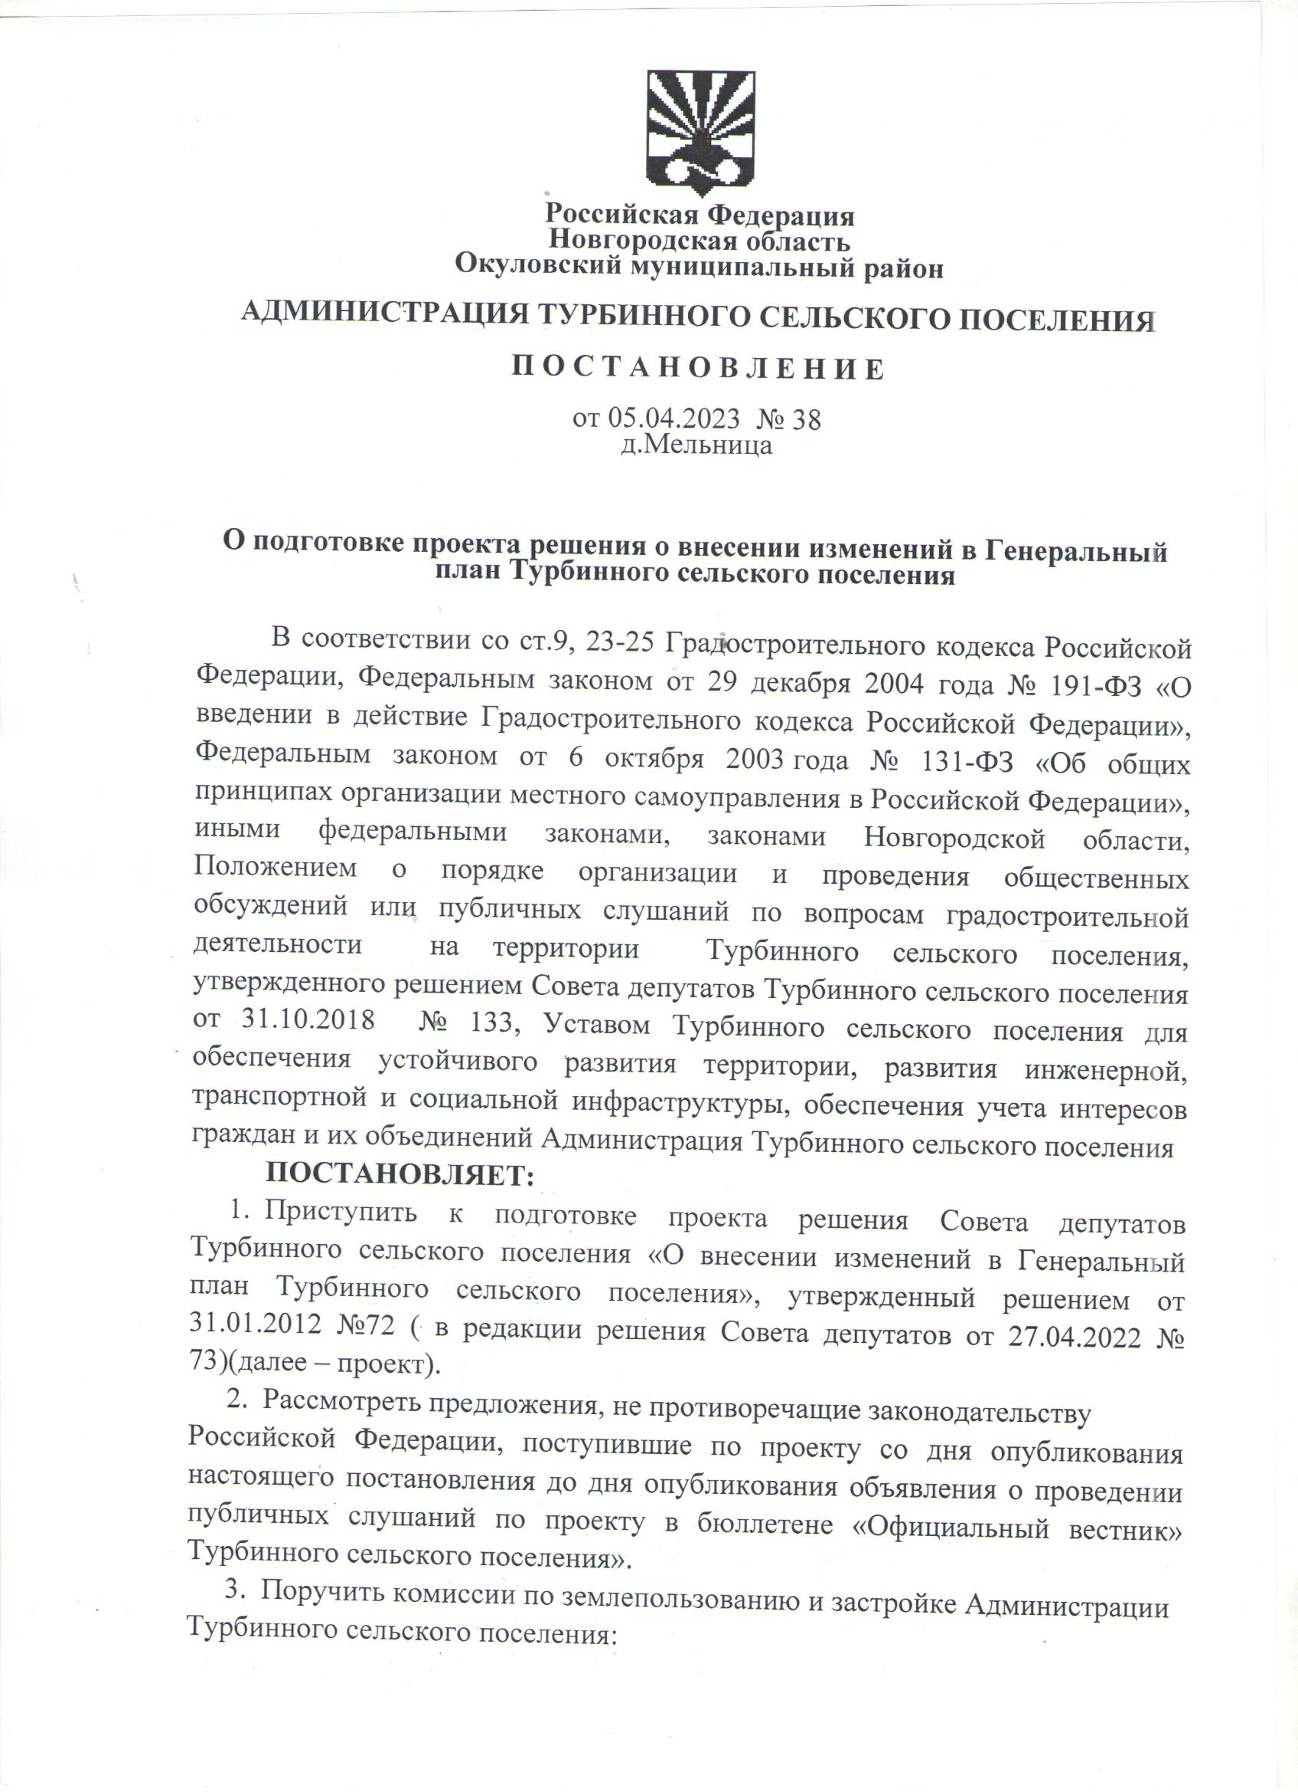 Российская Федерация
Новгородская область
Окуловский муниципальный район
АДМИНИСТРАЦИЯ ТУРБИННОГО СЕЛЬСКОГО ПОСЕЛЕНИЯ
П О С Т А Н О В Л Е Н И Е
от 05.04.2023 № 38
д.Мельница
О подготовке проекта решения о внесении изменений в Генеральный
план Турбинного сельского поселения
В соответствии со ст.9, 23-25 Градостроительного кодекса Российской
Федерации, Федеральным законом от 29 декабря 2004 года № 191-ФЗ «О
введении в действие Градостроительного кодекса Российской Федерации»,
Федеральным законом от 6 октября 2003 года № 131-ФЗ «Об общих
принципах организации местного самоуправления в Российской Федерации»,
иными федеральными законами, законами Новгородской области,
Положением о порядке организации и проведения общественных
обсуждений или публичных слушаний по вопросам градостроительной
деятельности на территории Турбинного сельского поселения,
утвержденного решением Совета депутатов Турбинного сельского поселения
от 31.10.2018 № 133, Уставом Турбинного сельского поселения для
обеспечения устойчивого развития территории, развития инженерной,
транспортной и социальной инфраструктуры, обеспечения учета интересов
граждан и их объединений Администрация Турбинного сельского поселения
ПОСТАНОВЛЯЕТ:
1. Приступить к подготовке проекта решения Совета депутатов
Турбинного сельского поселения «О внесении изменений в Генеральный
план Турбинного сельского поселения», утвержденный решением от
31.01.2012 №72 ( в редакции решения Совета депутатов от 27.04.2022 №
73)(далее – проект).
2. Рассмотреть предложения, не противоречащие законодательству
Российской Федерации, поступившие по проекту со дня опубликования
настоящего постановления до дня опубликования объявления о проведении
публичных слушаний по проекту в бюллетене «Официальный вестник»
Турбинного сельского поселения».
3. Поручить комиссии по землепользованию и застройке Администрации
Турбинного сельского поселения: